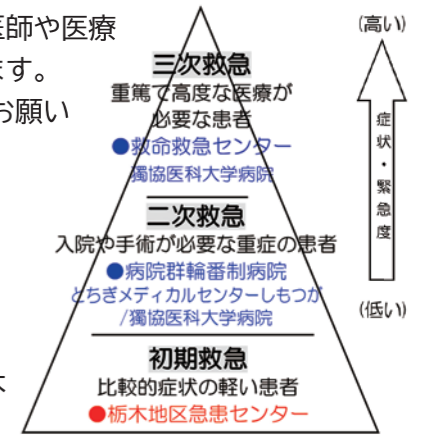 医師や医療
ます。
お願い
三次救急
重篤で高度な医療が
必要な患者
●救命救急センター
獨協医科大学病院
二次救急
入院や手術が必要な重症の患者
●病院群輪番制病院
とちぎメディカルセンターしもつが
/獨協医科大学病院
初期救急
比較的症状の軽い患者
●栃木地区急患センター
(高い)
症状・緊急度
(低い)